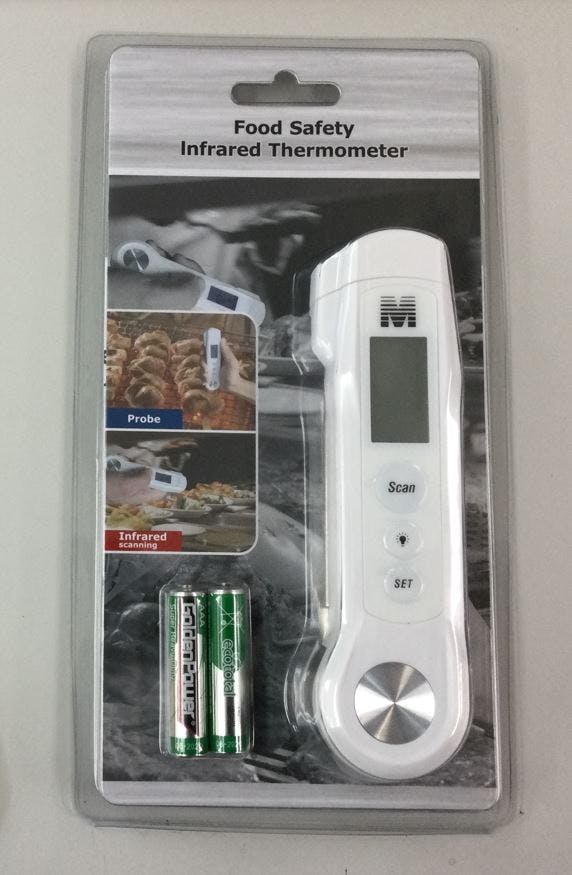 Food Safety
Infrared Thermometer
M
Probe
Scan
Infrared
scanning
SET
GoldenPower
AAA
ecototal